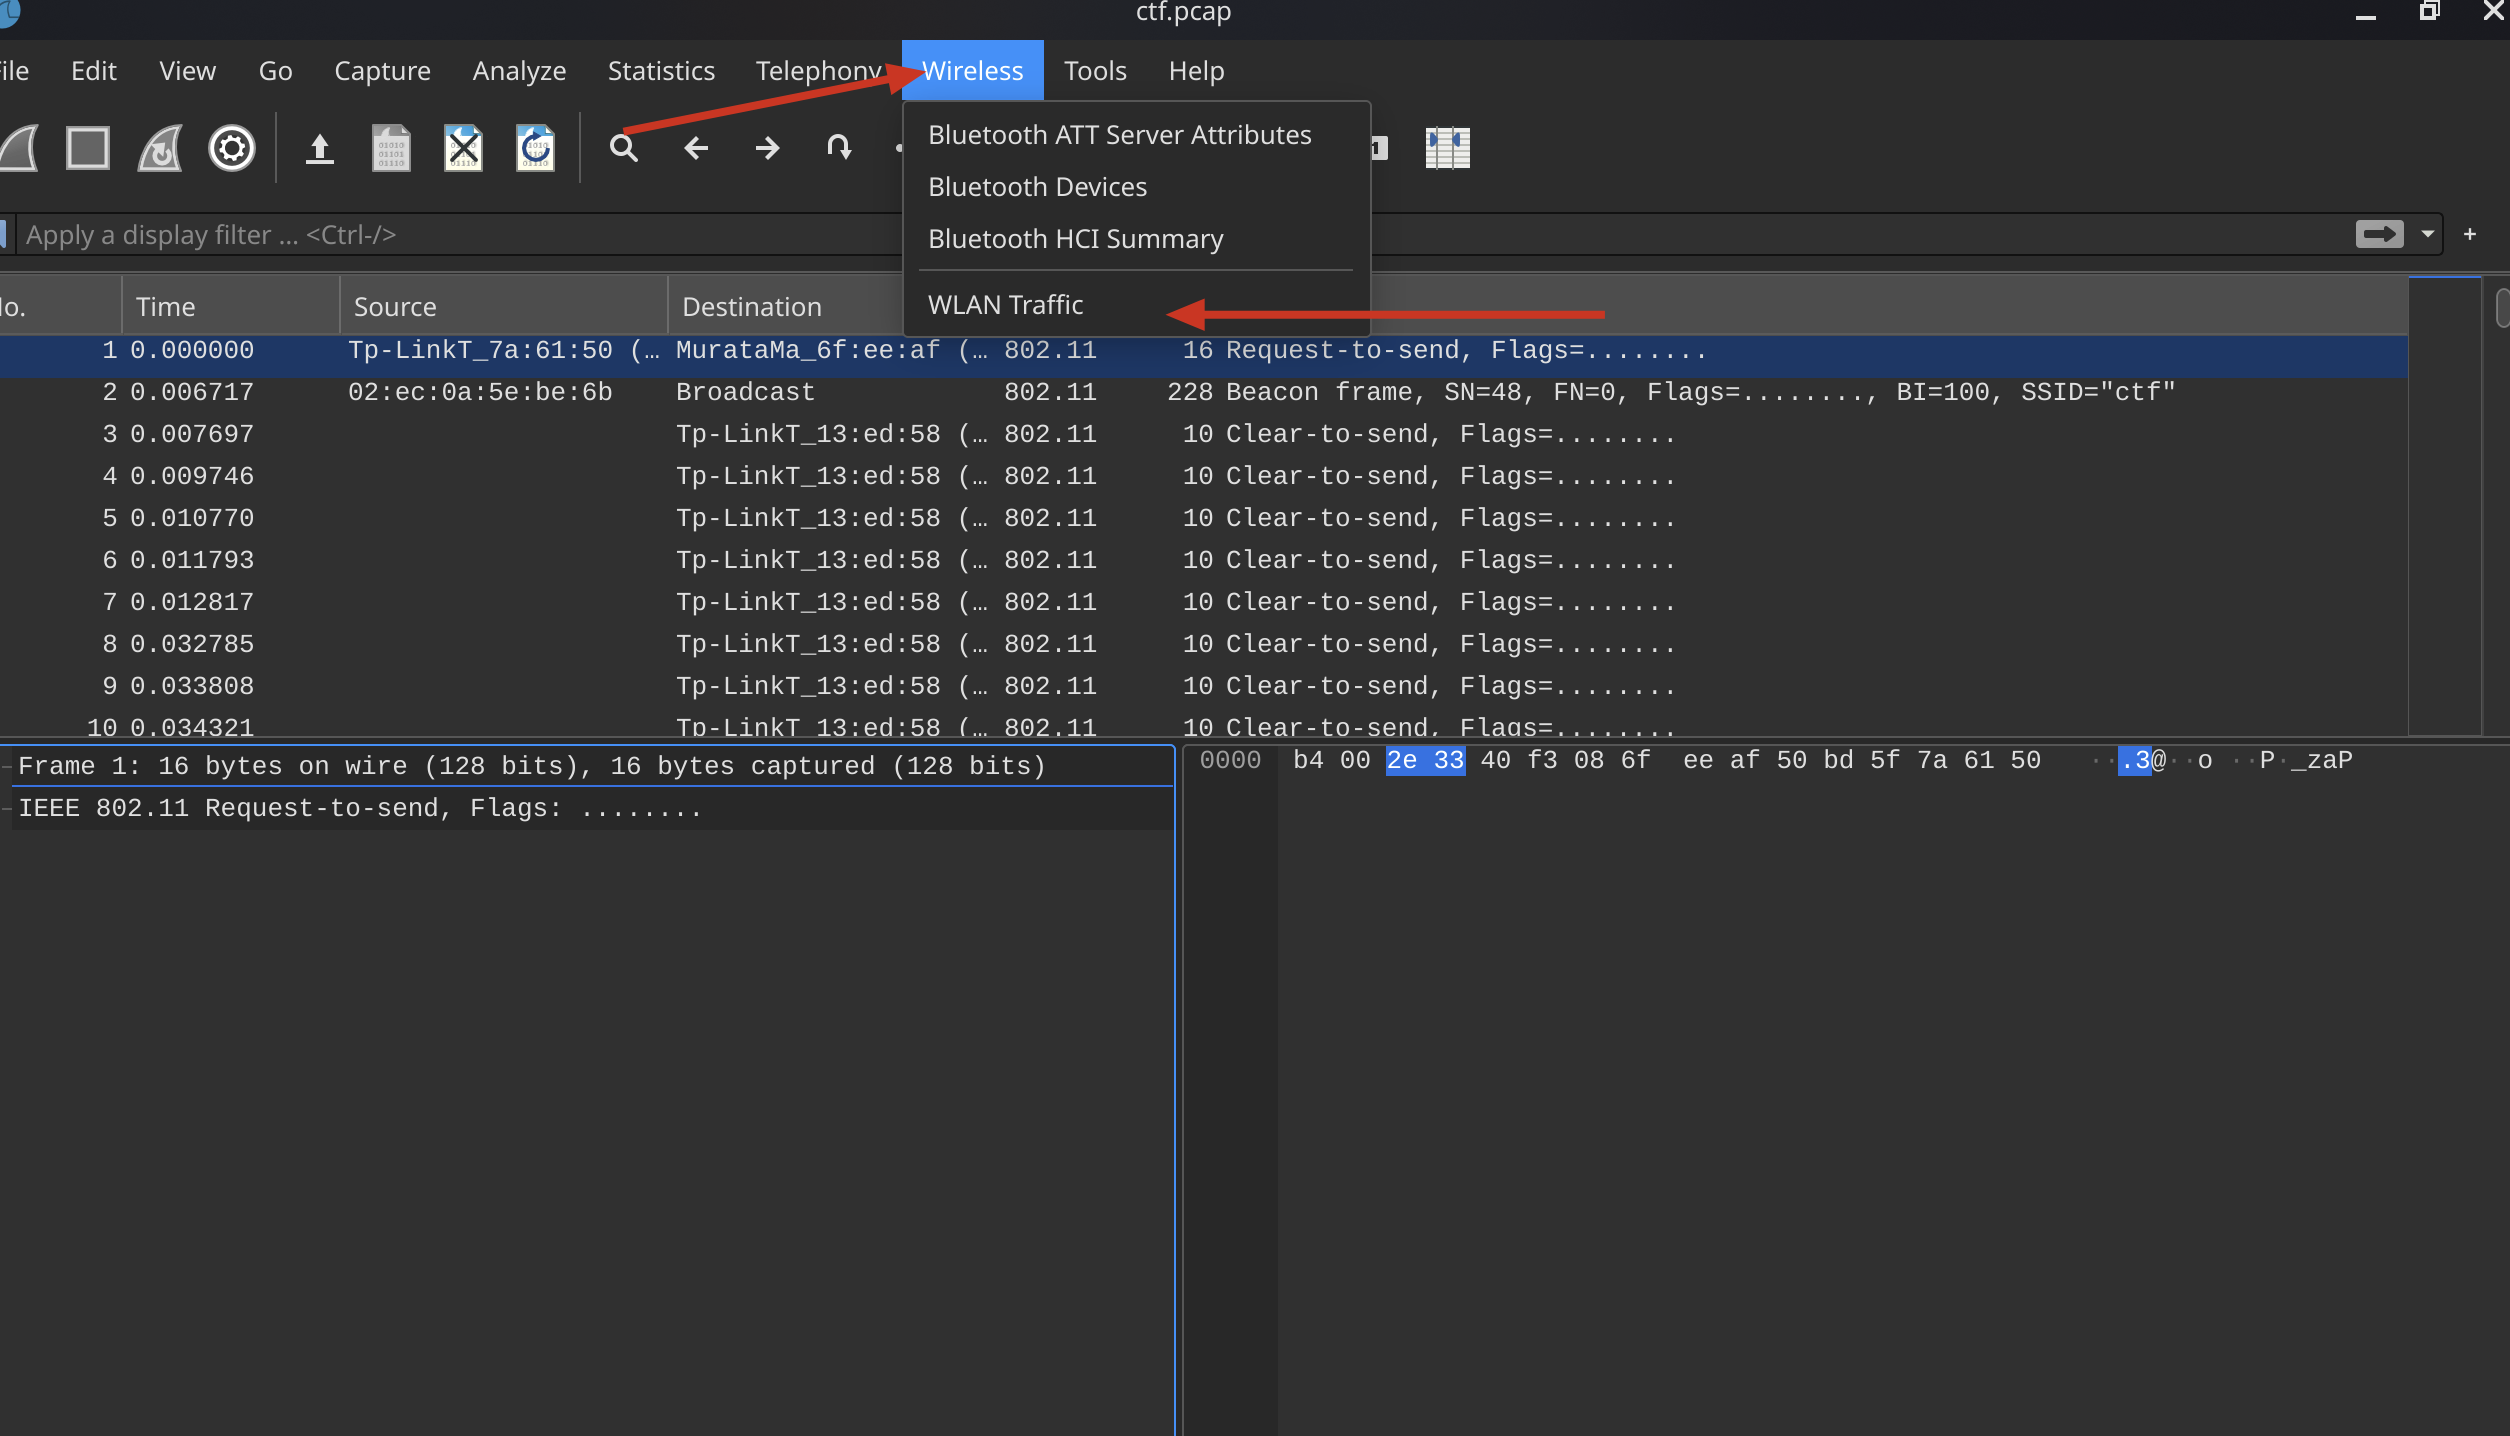 ctf.pcap
ile Edit View Go Capture Analyze Statistics Telephony Wireless Tools Help
Bluetooth ATT Server Attributes
Bluetooth Devices
Bluetooth HCI Summary
WLAN Traffic
Apply a display filter … <Ctrl-/>
+
o. Time Source Destination
1 0.000000 Tp-LinkT_7a:61:50 (… MurataMa_6f:ee:af (… 802.11 16 Request-to-send, Flags=........
2 0.006717 02:ec:0a:5e:be:6b Broadcast 802.11 228 Beacon frame, SN=48, FN=0, Flags=........, BI=100, SSID="ctf"
3 0.007697 Tp-LinkT_13:ed:58 (… 802.11 10 Clear-to-send, Flags=........
4 0.009746 Tp-LinkT_13:ed:58 (… 802.11 10 Clear-to-send, Flags=........
5 0.010770 Tp-LinkT_13:ed:58 (… 802.11 10 Clear-to-send, Flags=........
6 0.011793 Tp-LinkT_13:ed:58 (… 802.11 10 Clear-to-send, Flags=........
7 0.012817 Tp-LinkT_13:ed:58 (… 802.11 10 Clear-to-send, Flags=........
8 0.032785 Tp-LinkT_13:ed:58 (… 802.11 10 Clear-to-send, Flags=........
9 0.033808 Tp-LinkT_13:ed:58 (… 802.11 10 Clear-to-send, Flags=........
10 0.034321 Tp-LinkT_13:ed:58 (… 802.11 10 Clear-to-send, Flags=........
Frame 1: 16 bytes on wire (128 bits), 16 bytes captured (128 bits)
IEEE 802.11 Request-to-send, Flags: ........
0000 b4 00 2e 33 40 f3 08 6f ee af 50 bd 5f 7a 61 50 ··.3@··o ··P·_zaP